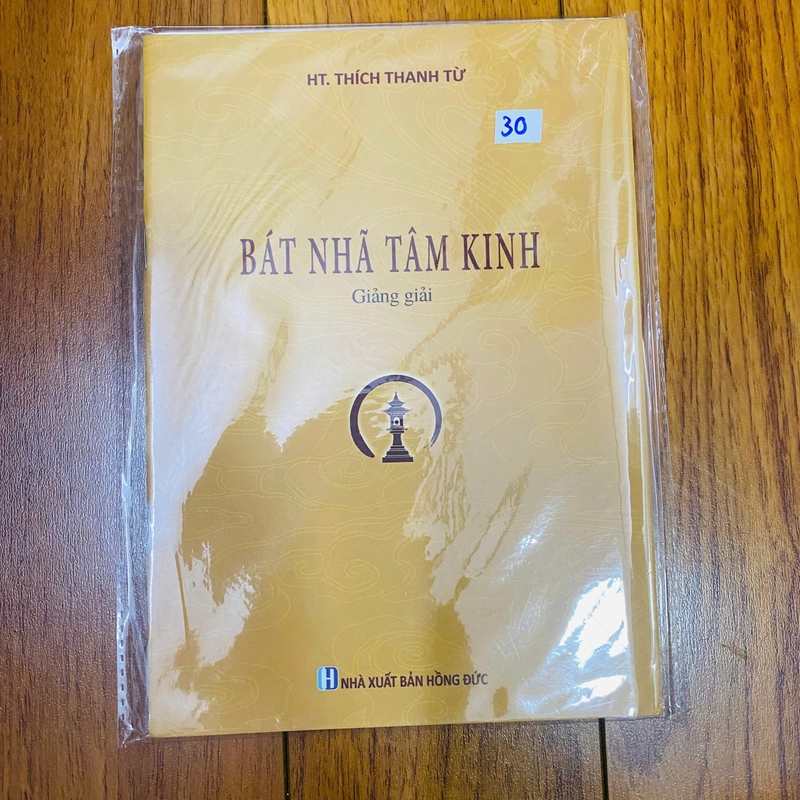 HT. THÍCH THANH TỪ
30
BÁT NHÃ TÂM KINH
Giảng giải
NHÀ XUẤT BẢN HỒNG ĐỨC